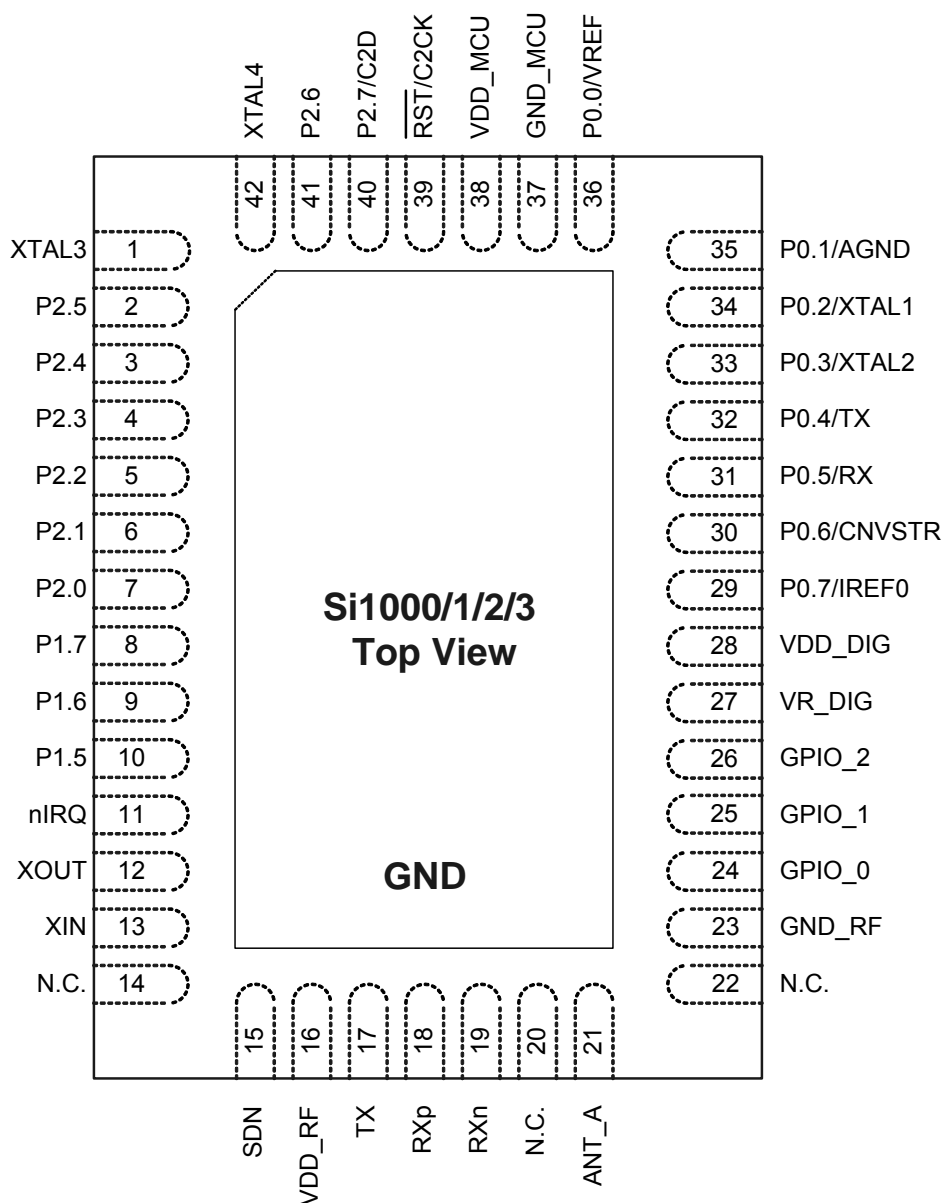 XTAL4
P2.6
P2.7/C2D
RST/C2CK
VDD_MCU
GND_MCU
P0.0/VREF
42
41
40
39
38
37
36
XTAL3 1
P2.5 2
P2.4 3
P2.3 4
P2.2 5
P2.1 6
P2.0 7
P1.7 8
P1.6 9
P1.5 10
nIRQ 11
XOUT 12
XIN 13
N.C. 14
Si1000/1/2/3
Top View
GND
35 P0.1/AGND
34 P0.2/XTAL1
33 P0.3/XTAL2
32 P0.4/TX
31 P0.5/RX
30 P0.6/CNVSTR
29 P0.7/IREF0
28 VDD_DIG
27 VR_DIG
26 GPIO_2
25 GPIO_1
24 GPIO_0
23 GND_RF
22 N.C.
15
16
17
18
19
20
21
SDN
VDD_RF
TX
RXp
RXn
N.C.
ANT_A